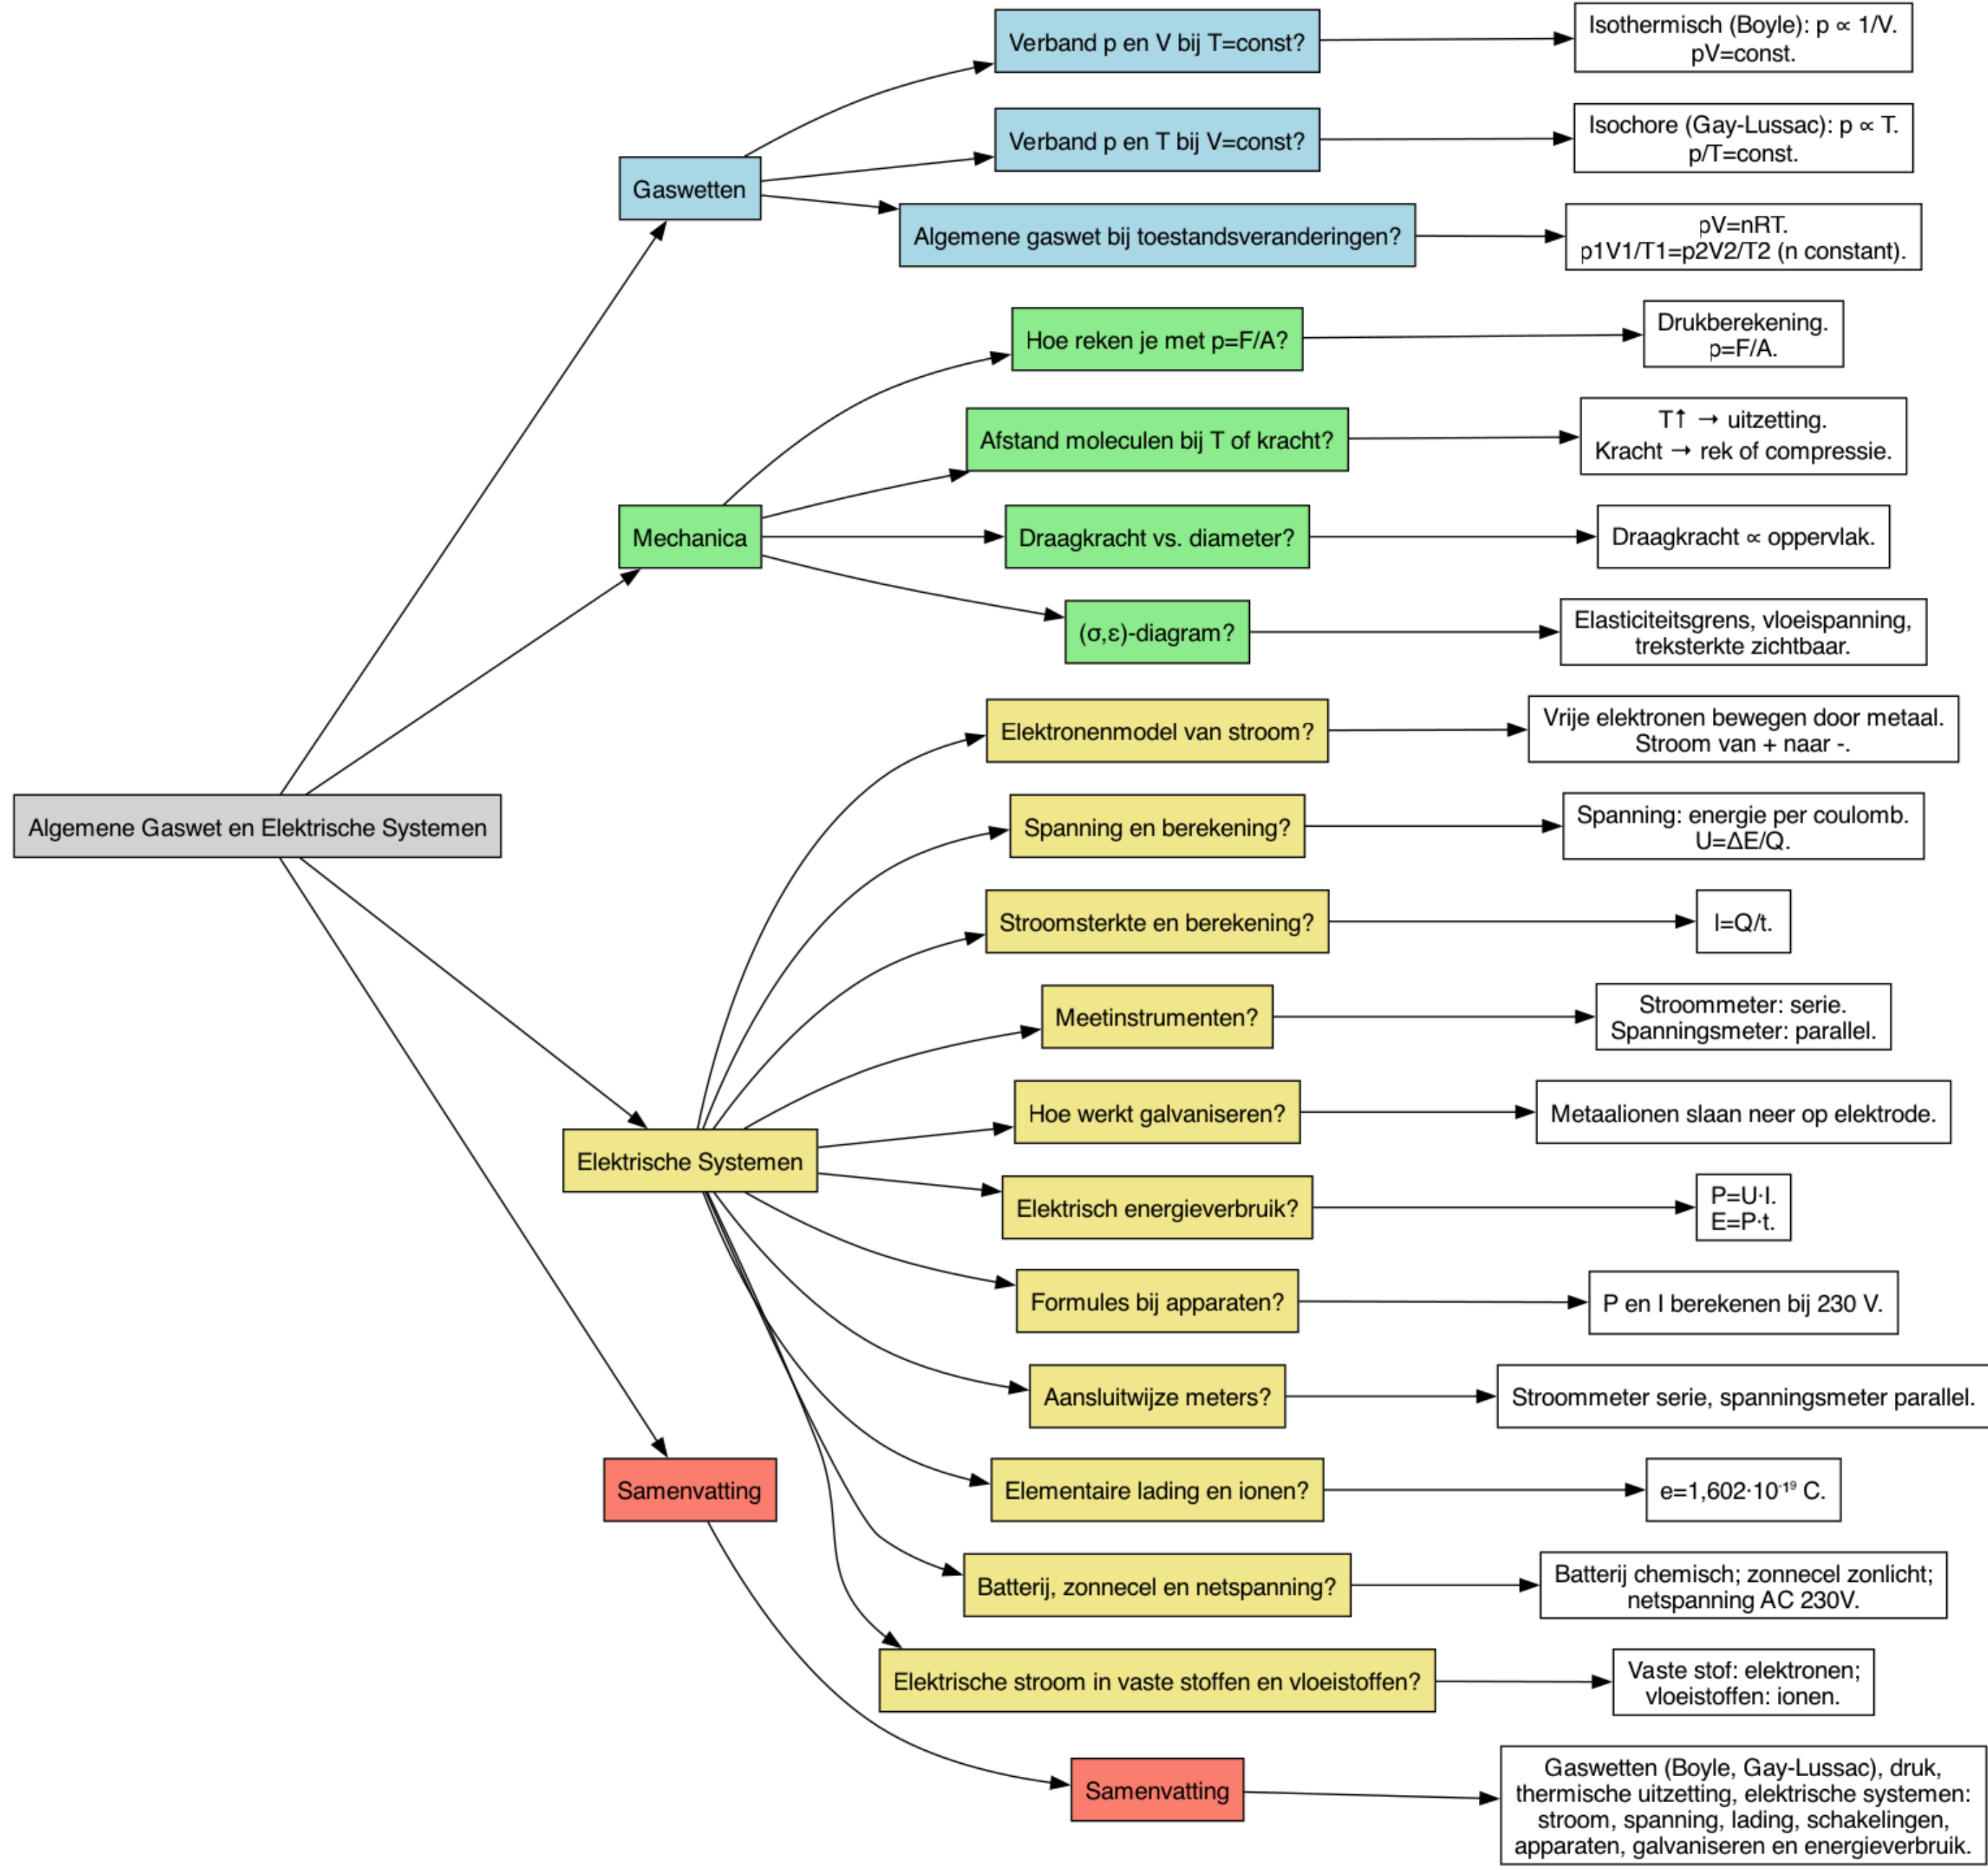 Algemene Gaswet en Elektrische Systemen
Gaswetten
Verband p en V bij T=const?
Isothermisch (Boyle): p ∝ 1/V.
pV=const.
Verband p en T bij V=const?
Isochore (Gay-Lussac): p ∝ T.
p/T=const.
Algemene gaswet bij toestandsveranderingen?
pV=nRT.
p1V1/T1=p2V2/T2 (n constant).
Mechanica
Hoe reken je met p=F/A?
Drukberekening.
p=F/A.
Afstand moleculen bij T of kracht?
T↑ → uitzetting.
Kracht → rek of compressie.
Draagkracht vs. diameter?
Draagkracht ∝ oppervlak.
(σ,ε)-diagram?
Elasticiteitsgrens, vloeispanning,
treksterkte zichtbaar.
Elektrische Systemen
Elektronenmodel van stroom?
Vrije elektronen bewegen door metaal.
Stroom van + naar -.
Spanning en berekening?
Spanning: energie per coulomb.
U=ΔE/Q.
Stroomsterkte en berekening?
I=Q/t.
Meetinstrumenten?
Stroommeter: serie.
Spanningsmeter: parallel.
Hoe werkt galvaniseren?
Metaalionen slaan neer op elektrode.
Elektrisch energieverbruik?
P=U·I.
E=P·t.
Formules bij apparaten?
P en I berekenen bij 230 V.
Aansluitwijze meters?
Stroommeter serie, spanningsmeter parallel.
Elementaire lading en ionen?
e=1,602·10⁻¹⁹ C.
Batterij, zonnecel en netspanning?
Batterij chemisch; zonnecel zonlicht;
netspanning AC 230V.
Elektrische stroom in vaste stoffen en vloeistoffen?
Vaste stof: elektronen;
vloeistoffen: ionen.
Samenvatting
Samenvatting
Gaswetten (Boyle, Gay-Lussac), druk,
thermische uitzetting, elektrische systemen:
stroom, spanning, lading, schakelingen,
apparaten, galvaniseren en energieverbruik.